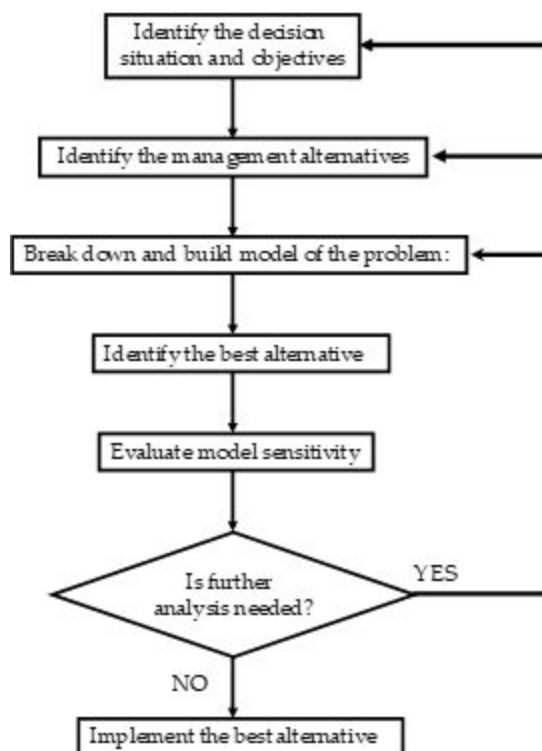 Identify the decision
situation and objectives
Identify the management alternatives
Break down and build model of the problem:
Identify the best alternative
Evaluate model sensitivity
Is further
analysis needed?
YES
NO
Implement the best alternative